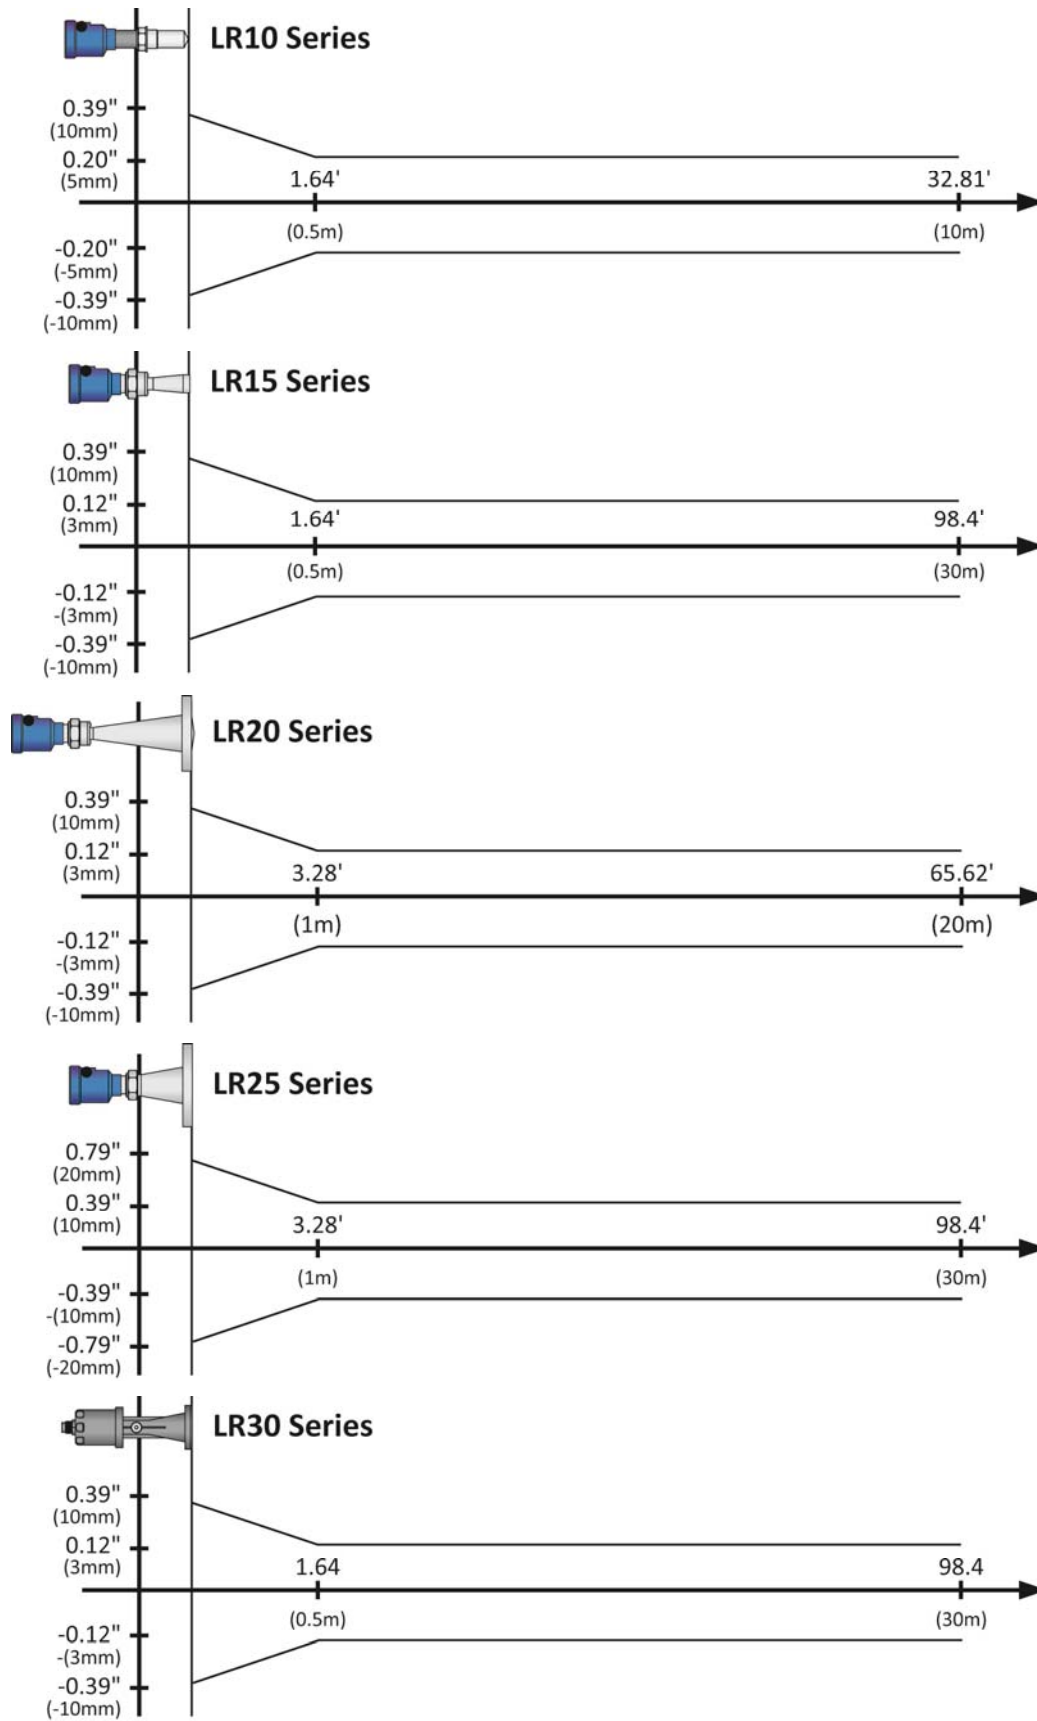 LR10 Series
0.39"
(10mm)
0.20"
(5mm)
1.64'
32.81'
(0.5m)
(10m)
-0.20"
(-5mm)
-0.39"
(-10mm)
LR15 Series
0.39"
(10mm)
0.12"
(3mm)
1.64'
98.4'
(0.5m)
(30m)
-0.12"
-(3mm)
-0.39"
(-10mm)
LR20 Series
0.39"
(10mm)
0.12"
(3mm)
3.28'
65.62'
(1m)
(20m)
-0.12"
-(3mm)
-0.39"
(-10mm)
LR25 Series
0.79"
(20mm)
0.39"
(10mm)
3.28'
98.4'
(1m)
(30m)
-0.39"
-(10mm)
-0.79"
(-20mm)
LR30 Series
0.39"
(10mm)
0.12"
(3mm)
1.64
98.4
(0.5m)
(30m)
-0.12"
-(3mm)
-0.39"
(-10mm)